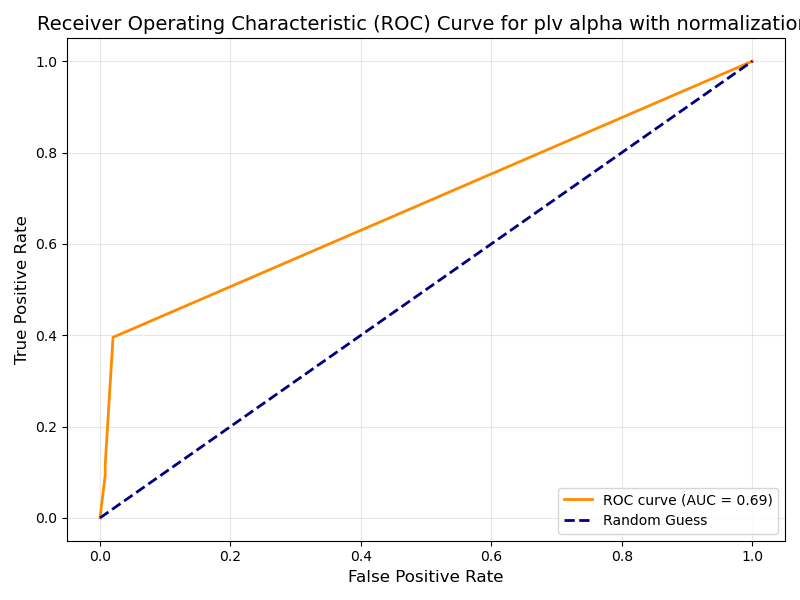 Receiver Operating Characteristic (ROC) Curve for plv alpha with normalization
1.0
0.8
0.6
0.4
0.2
0.0
True Positive Rate
ROC curve (AUC = 0.69)
Random Guess
0.0 0.2 0.4 0.6 0.8 1.0
False Positive Rate